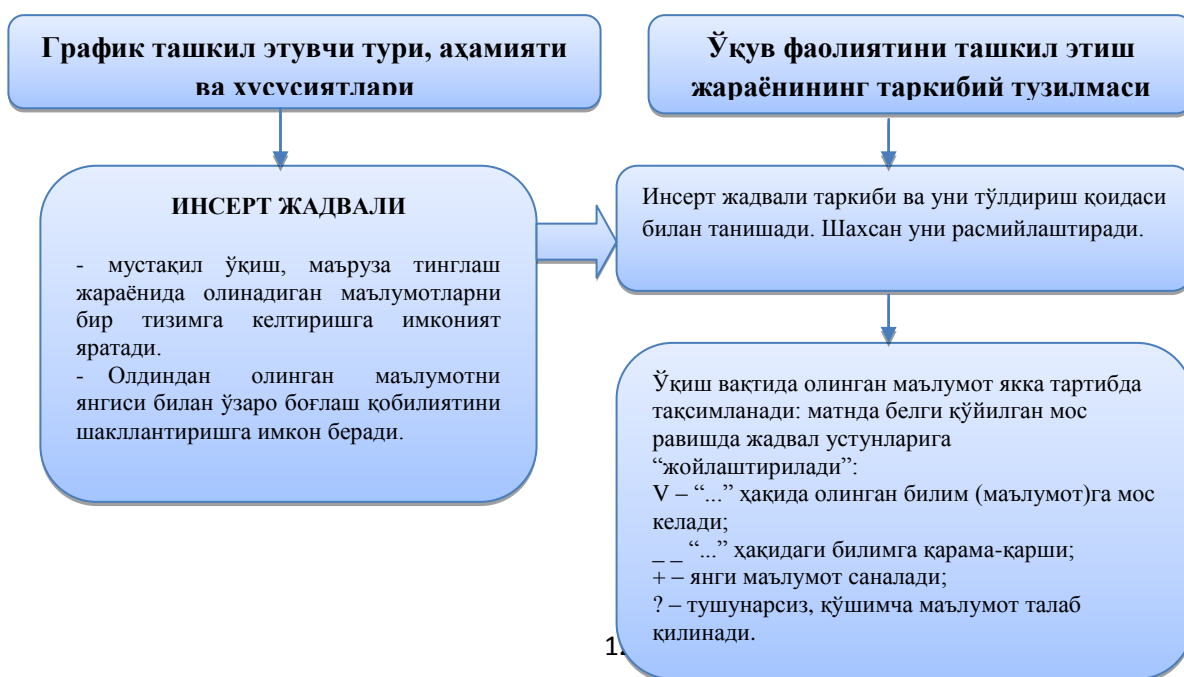 График ташкил этувчи тури, аҳамияти
ва хусусиятлари
Ўқув фаолиятини ташкил этиш
жараёнининг таркибий тузилмаси
ИНСЕРТ ЖАДВАЛИ
- мустақил ўқиш, маъруза тинглаш
жараёнида олинадиган маълумотларни
бир тизимга келтиришга имконият
яратади.
- Олдиндан олинган маълумотни
янгиси билан ўзаро боғлаш қобилиятини
шакллантиришга имкон беради.
Инсерт жадвали таркиби ва уни тўлдириш қоидаси
билан танишади. Шахсан уни расмийлаштиради.
Ўқиш вақтида олинган маълумот якка тартибда
тақсимланади: матнда белги қўйилган мос
равишда жадвал устунларига
“жойлаштирилади”:
V – “...” ҳақида олинган билим (маълумот)га мос
келади;
_ _ “...” ҳақидаги билимга қарама-қарши;
+ – янги маълумот саналади;
? – тушунарсиз, қўшимча маълумот талаб
қилинади.